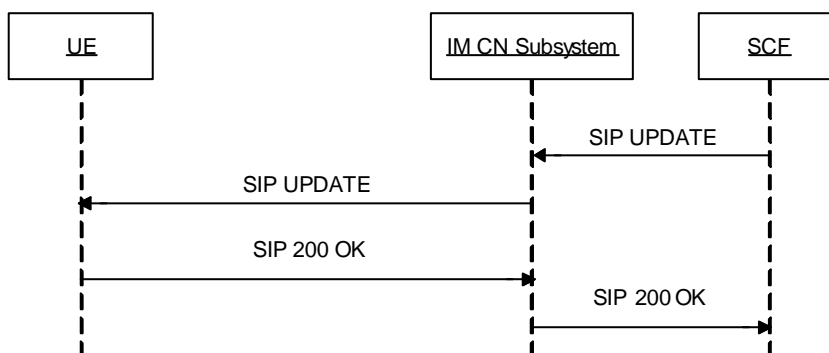 UE
IM CN Subsystem
SCF
SIP UPDATE
SIP UPDATE
SIP 200 OK
SIP 200 OK